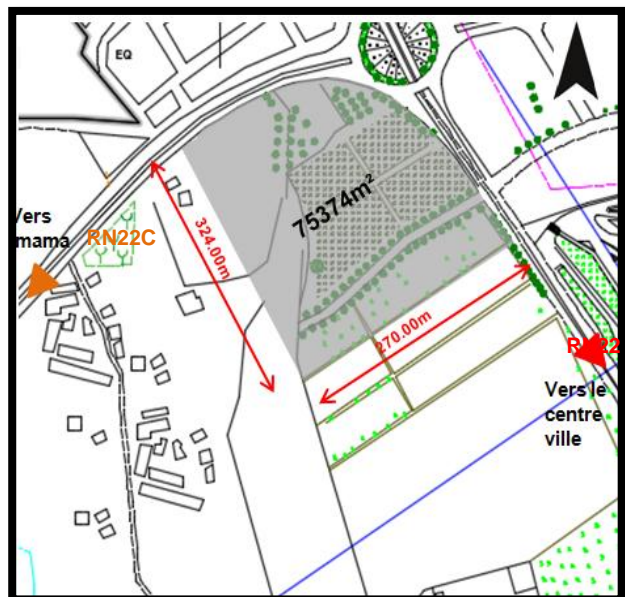 EQ
75374m²
Vers
mama
RN22C
324.00m
270.00m
RN22
Vers le
centre
ville